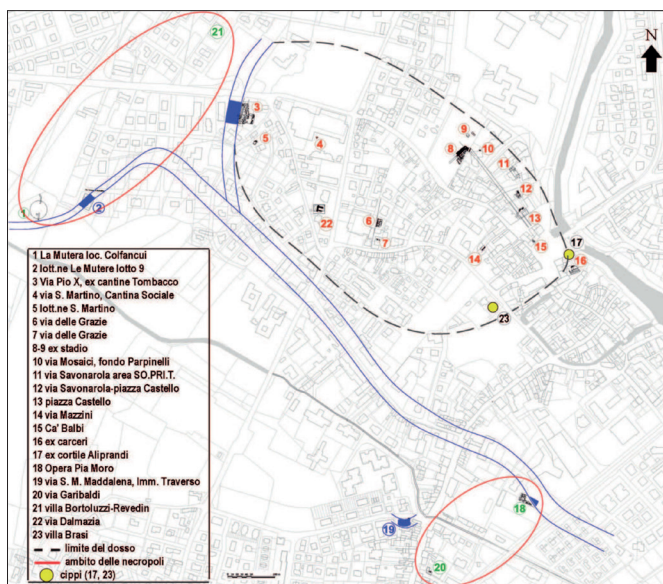 21
N
3
9
5
4
8
10
11
12
1
2
22
6
13
7
15
17
14
16
23
1 La Mutera loc. Colfancui
2 lott.ne Le Mutere lotto 9
3 Via Pio X, ex cantine Tombacco
4 via S. Martino, Cantina Sociale
5 lott.ne S. Martino
6 via delle Grazie
7 via delle Grazie
8-9 ex stadio
10 via Mosaici, fondo Parpinelli
11 via Savonarola area SO.PRI.T.
12 via Savonarola-piazza Castello
13 piazza Castello
14 via Mazzini
15 Ca' Balbi
16 ex carceri
17 ex cortile Aliprandi
18 Opera Pia Moro
19 via S. M. Maddalena, Imm. Traverso
20 via Garibaldi
21 villa Bortoluzzi-Revedin
22 via Dalmazia
23 villa Brasi
limite del dosso
ambito delle necropoli
cippi (17, 23)
18
19
20